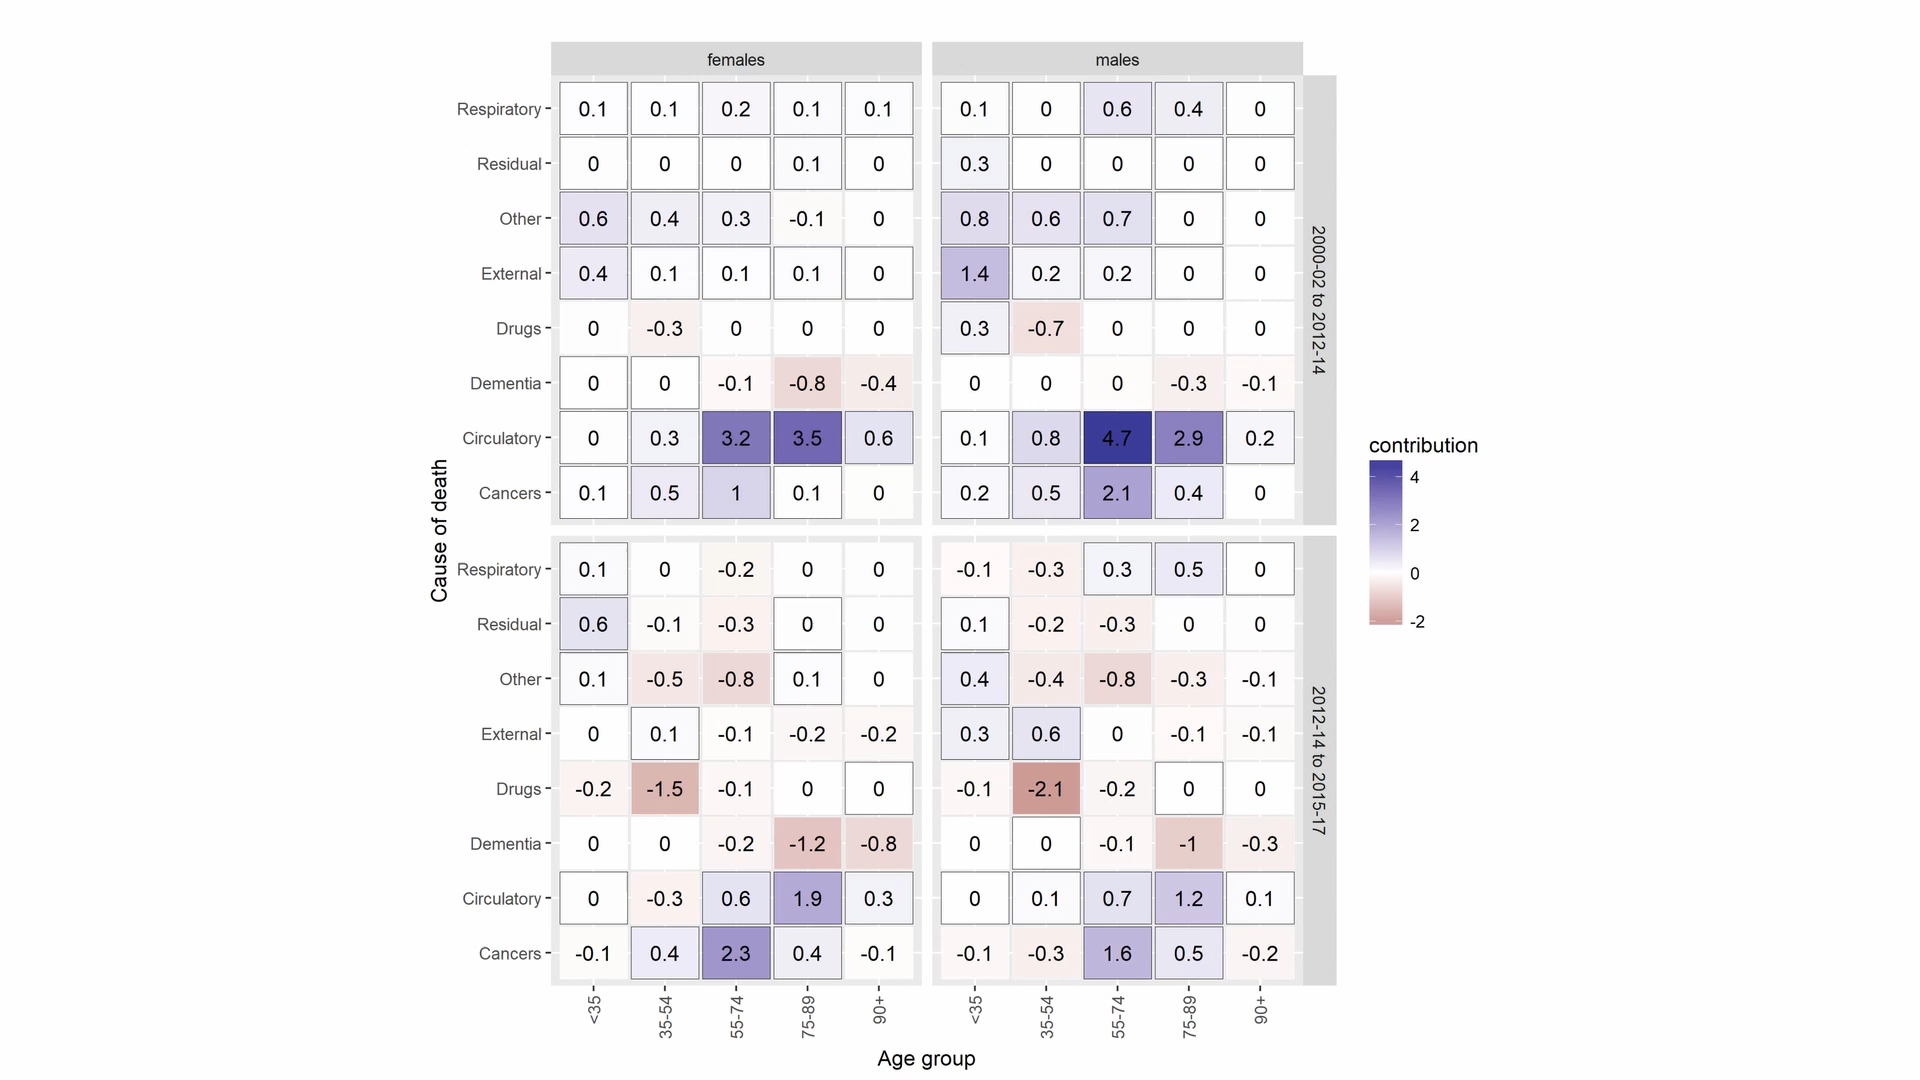 females males
Respiratory 0.1 0.1 0.2 0.1 0.1 0.1 0 0.6 0.4 0
Residual 0 0 0 0.1 0 0.3 0 0 0 0
Other 0.6 0.4 0.3 -0.1 0 0.8 0.6 0.7 0 0
External 0.4 0.1 0.1 0.1 0 1.4 0.2 0.2 0 0
Drugs 0 -0.3 0 0 0 0.3 -0.7 0 0 0
Dementia 0 0 -0.1 -0.8 -0.4 0 0 0 -0.3 -0.1
Circulatory 0 0.3 3.2 3.5 0.6 0.1 0.8 4.7 2.9 0.2
Cancers 0.1 0.5 1 0.1 0 0.2 0.5 2.1 0.4 0
2000-02 to 2012-14
Respiratory 0.1 0 -0.2 0 0 -0.1 -0.3 0.3 0.5 0
Residual 0.6 -0.1 -0.3 0 0 0.1 -0.2 -0.3 0 0
Other 0.1 -0.5 -0.8 0.1 0 0.4 -0.4 -0.8 -0.3 -0.1
External 0 0.1 -0.1 -0.2 -0.2 0.3 0.6 0 -0.1 -0.1
Drugs -0.2 -1.5 -0.1 0 0 -0.1 -2.1 -0.2 0 0
Dementia 0 0 -0.2 -1.2 -0.8 0 0 -0.1 -1 -0.3
Circulatory 0 -0.3 0.6 1.9 0.3 0 0.1 0.7 1.2 0.1
Cancers -0.1 0.4 2.3 0.4 -0.1 -0.1 -0.3 1.6 0.5 -0.2
2012-14 to 2015-17
<35 35-54 55-74 75-89 90+ <35 35-54 55-74 75-89 90+
Age group
Cause of death
contribution
4
2
0
-2